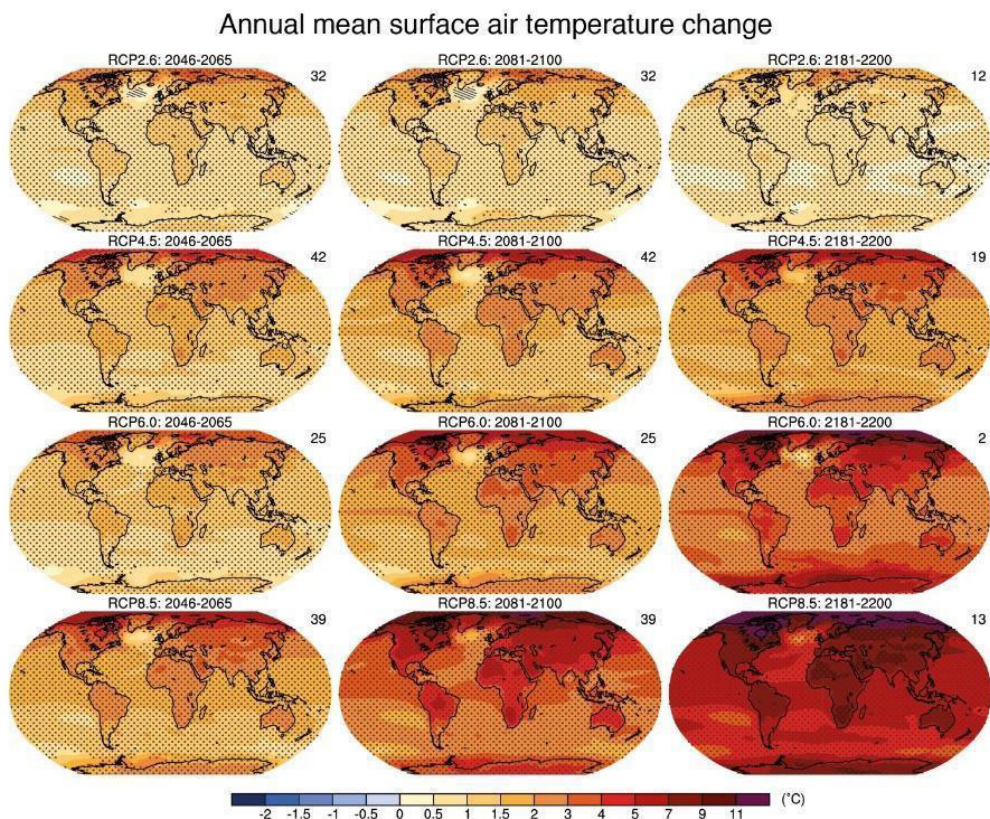 Annual mean surface air temperature change
RCP2.6: 2046-2065
32
RCP2.6: 2081-2100
32
RCP2.6: 2181-2200
12
RCP4.5: 2046-2065
42
RCP4.5: 2081-2100
42
RCP4.5: 2181-2200
19
RCP6.0: 2046-2065
25
RCP6.0: 2081-2100
25
RCP6.0: 2181-2200
2
RCP8.5: 2046-2065
39
RCP8.5: 2081-2100
39
RCP8.5: 2181-2200
13
(°C)
-2 -1.5 -1 -0.5 0 0.5 1 1.5 2 3 4 5 7 9 11